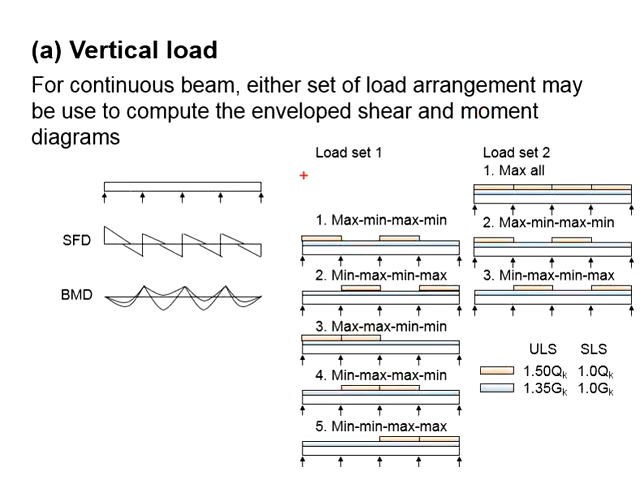 (a) Vertical load
For continuous beam, either set of load arrangement may
be use to compute the enveloped shear and moment
diagrams
Load set 1
Load set 2
1. Max all
SFD
BMD
1. Max-min-max-min
2. Min-max-min-max
3. Max-max-min-min
4. Min-max-max-min
5. Min-min-max-max
2. Max-min-max-min
3. Min-max-min-max
ULS SLS
1.50Qk 1.0Qk
1.35Gk 1.0Gk